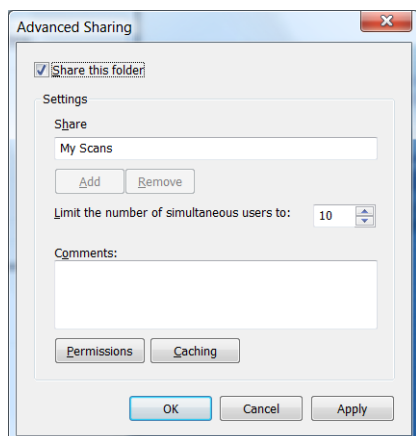 Advanced Sharing
Share this folder
Settings
Share
My Scans
Add Remove
Limit the number of simultaneous users to: 10
Comments:
Permissions Caching
OK Cancel Apply